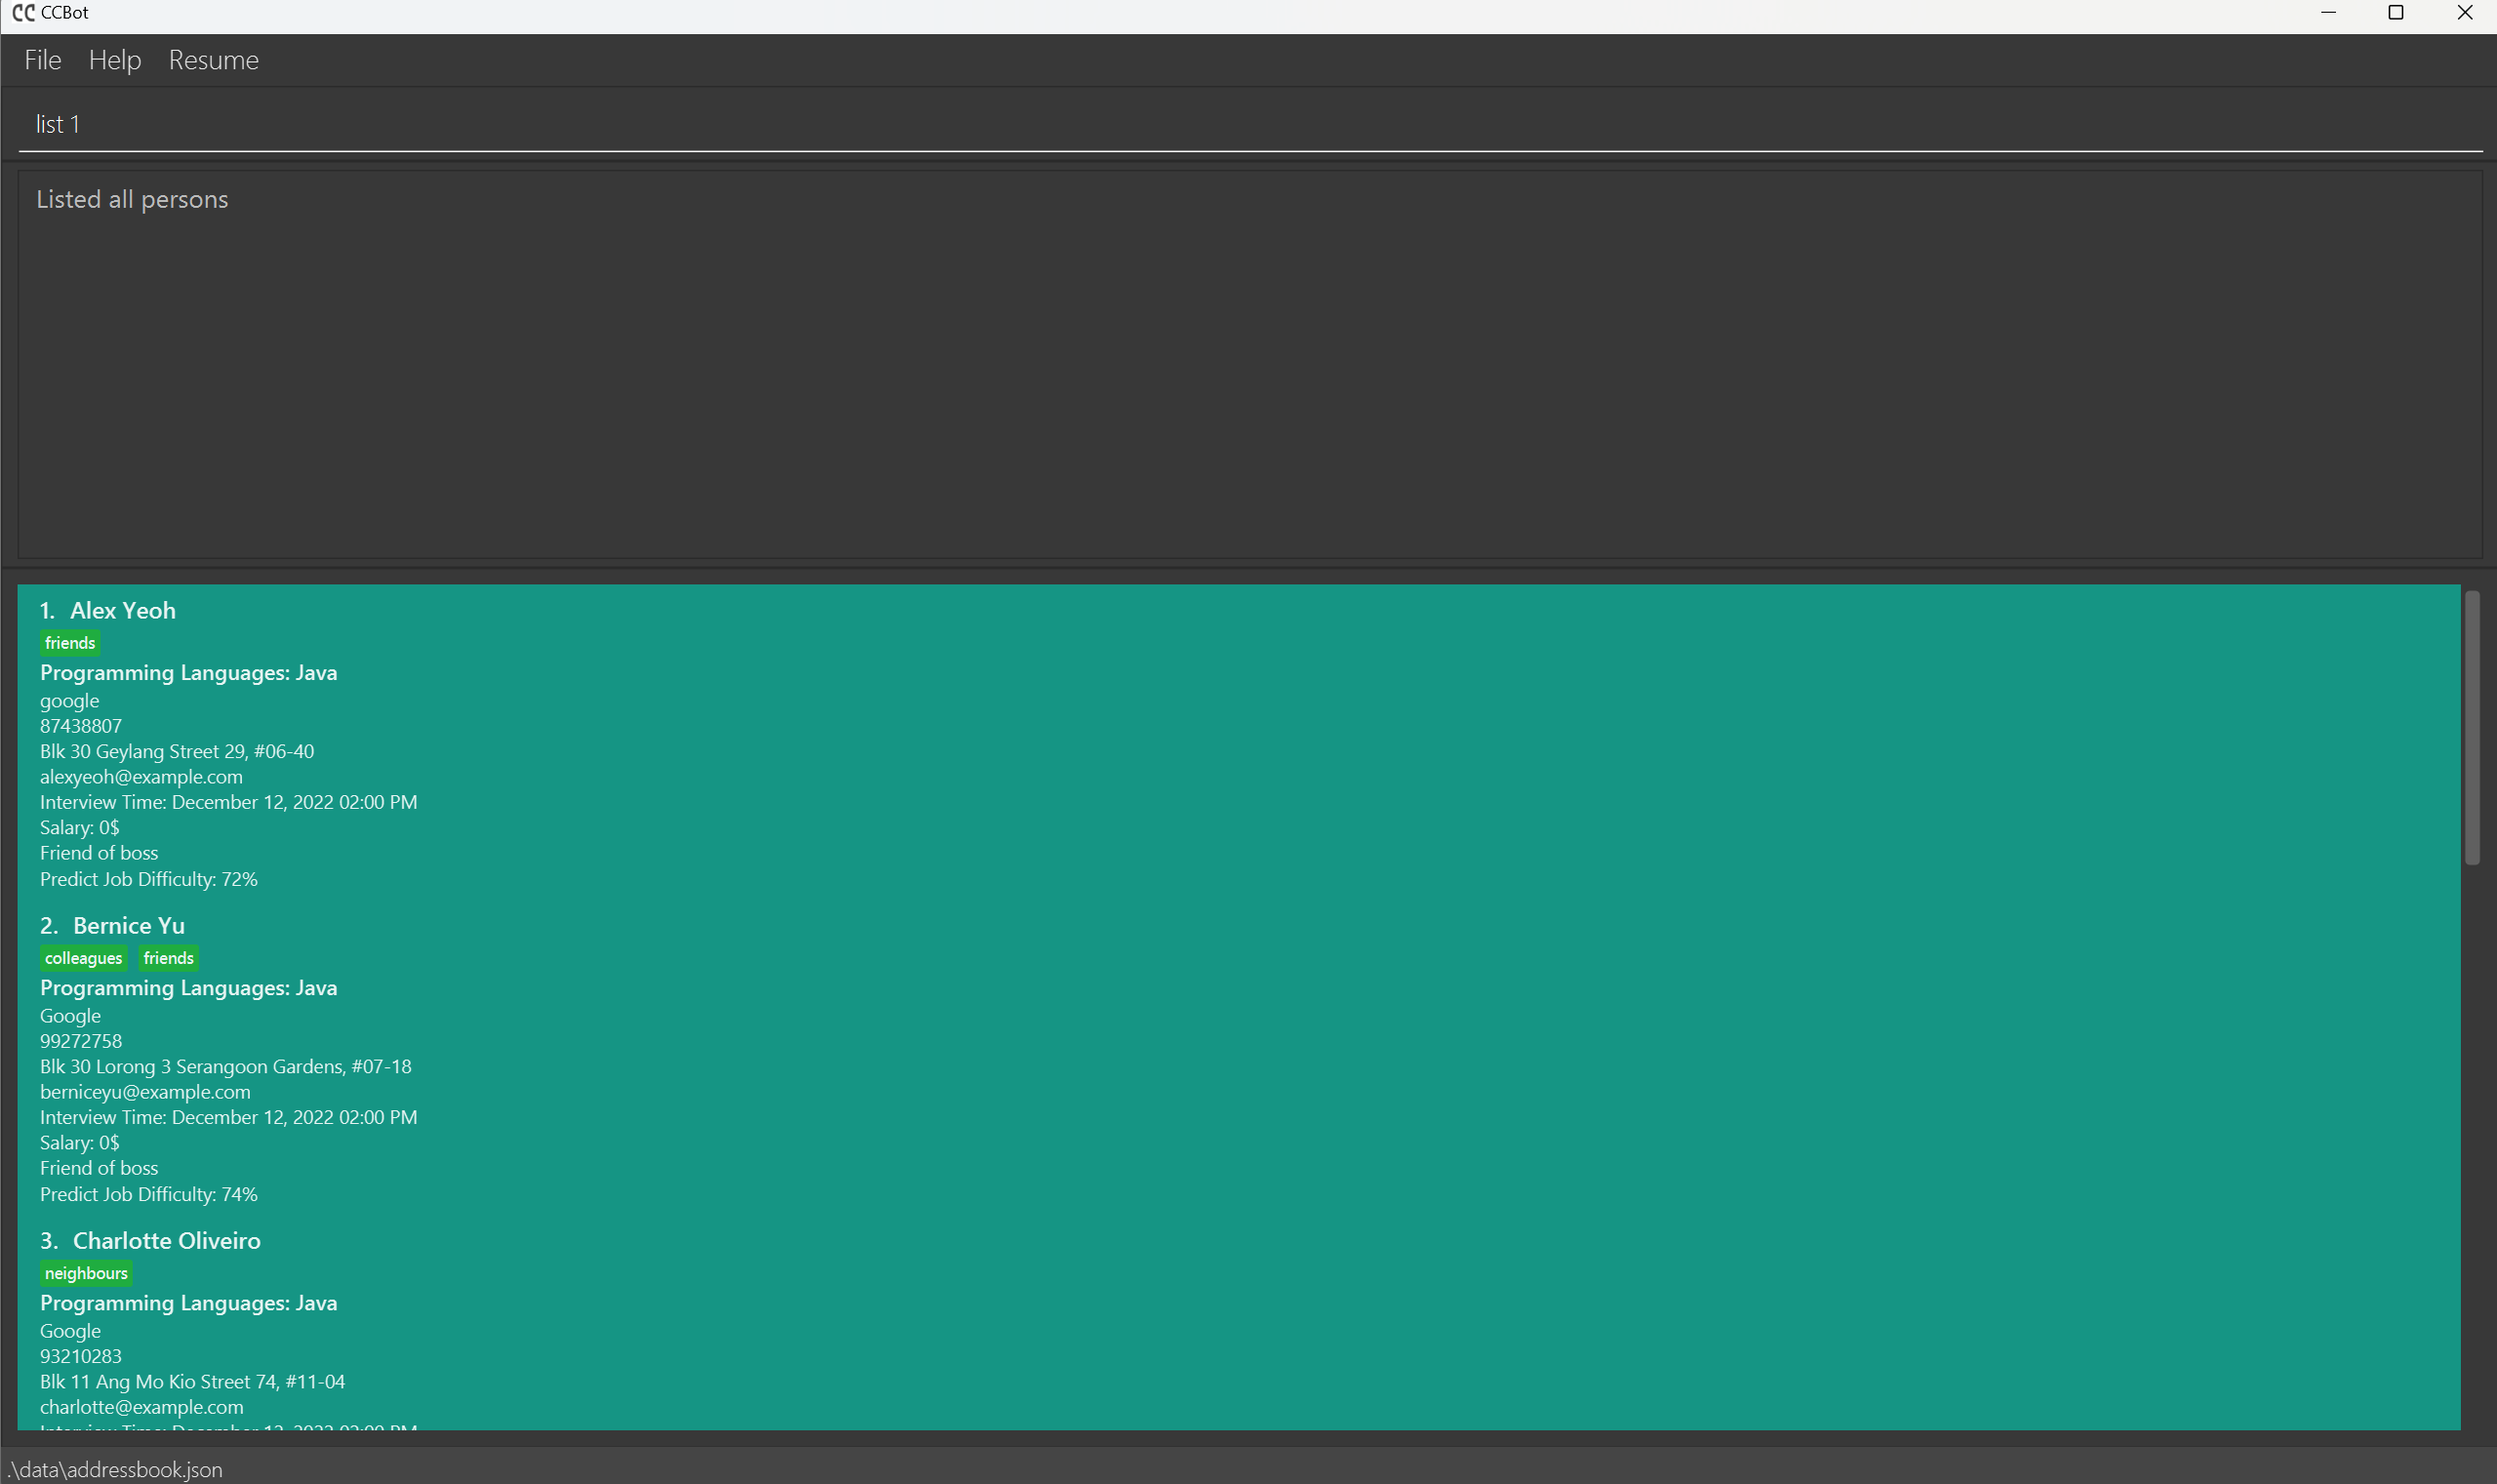 CC CCBot
File Help Resume
list 1
Listed all persons
1. Alex Yeoh
friends
Programming Languages: Java
google
87438807
Blk 30 Geylang Street 29, #06-40
alexyeoh@example.com
Interview Time: December 12, 2022 02:00 PM
Salary: 0$
Friend of boss
Predict Job Difficulty: 72%
2. Bernice Yu
colleagues friends
Programming Languages: Java
Google
99272758
Blk 30 Lorong 3 Serangoon Gardens, #07-18
berniceyu@example.com
Interview Time: December 12, 2022 02:00 PM
Salary: 0$
Friend of boss
Predict Job Difficulty: 74%
3. Charlotte Oliveiro
neighbours
Programming Languages: Java
Google
93210283
Blk 11 Ang Mo Kio Street 74, #11-04
charlotte@example.com
.\data\addressbook.json